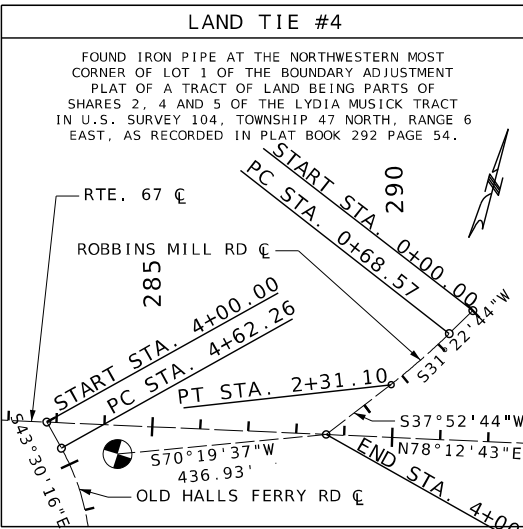 LAND TIE #4
FOUND IRON PIPE AT THE NORTHWESTERN MOST
CORNER OF LOT 1 OF THE BOUNDARY ADJUSTMENT
PLAT OF A TRACT OF LAND BEING PARTS OF
SHARES 2, 4 AND 5 OF THE LYDIA MUSICK TRACT
IN U.S. SURVEY 104, TOWNSHIP 47 NORTH, RANGE 6
EAST, AS RECORDED IN PLAT BOOK 292 PAGE 54.
START STA. 0+00.00
PC STA. 0+68.57
290
RTE. 67 ℄
ROBBINS MILL RD ℄
285
START STA. 4+00.00
PC STA. 4+62.26
PT STA. 2+31.10
S31°22'44"W
S37°52'44"W
N78°12'43"E
S43°30'16"E
S70°19'37"W
436.93'
OLD HALLS FERRY RD ℄
END STA. 4+0